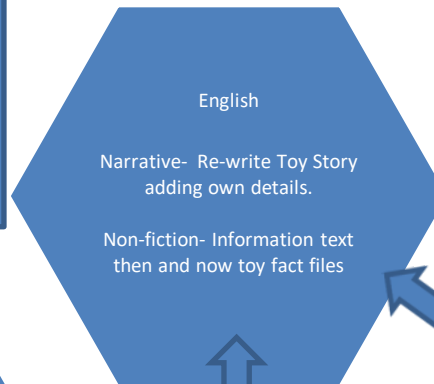 English
Narrative-  Re-write Toy Story
adding own details.
Non-fiction- Information text
then and now toy fact files